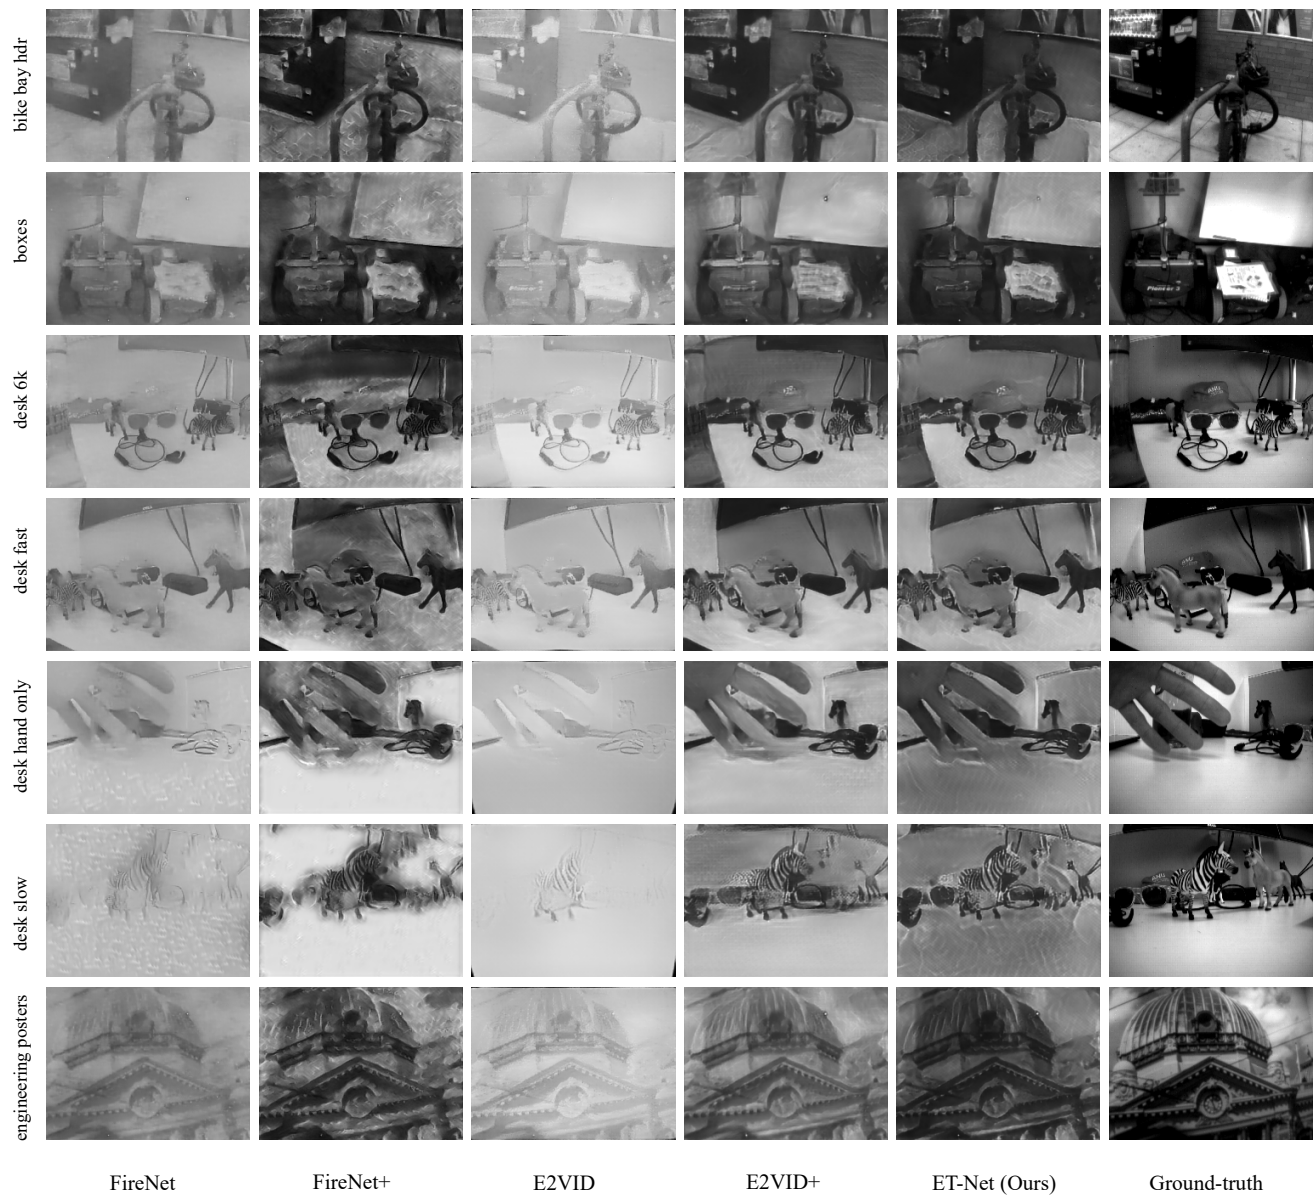 bike bay hdr
boxes
desk 6k
desk fast
desk hand only
desk slow
engineering posters
FireNet
FireNet+
E2VID
E2VID+
ET-Net (Ours)
Ground-truth